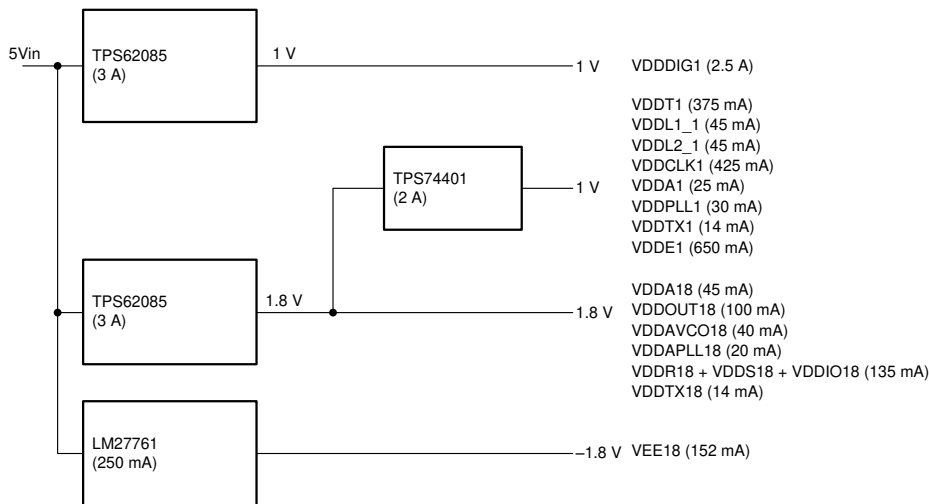 5Vin
TPS62085
(3 A)
1 V
1 V
VDDDIG1 (2.5 A)
TPS74401
(2 A)
1 V
VDDT1 (375 mA)
VDDL1_1 (45 mA)
VDDL2_1 (45 mA)
VDDCLK1 (425 mA)
VDDA1 (25 mA)
VDDPLL1 (30 mA)
VDDTX1 (14 mA)
VDDE1 (650 mA)
TPS62085
(3 A)
1.8 V
1.8 V
VDDA18 (45 mA)
VDDOUT18 (100 mA)
VDDAVCO18 (40 mA)
VDDAPLL18 (20 mA)
VDDR18 + VDDS18 + VDDIO18 (135 mA)
VDDTX18 (14 mA)
LM27761
(250 mA)
–1.8 V
VEE18 (152 mA)